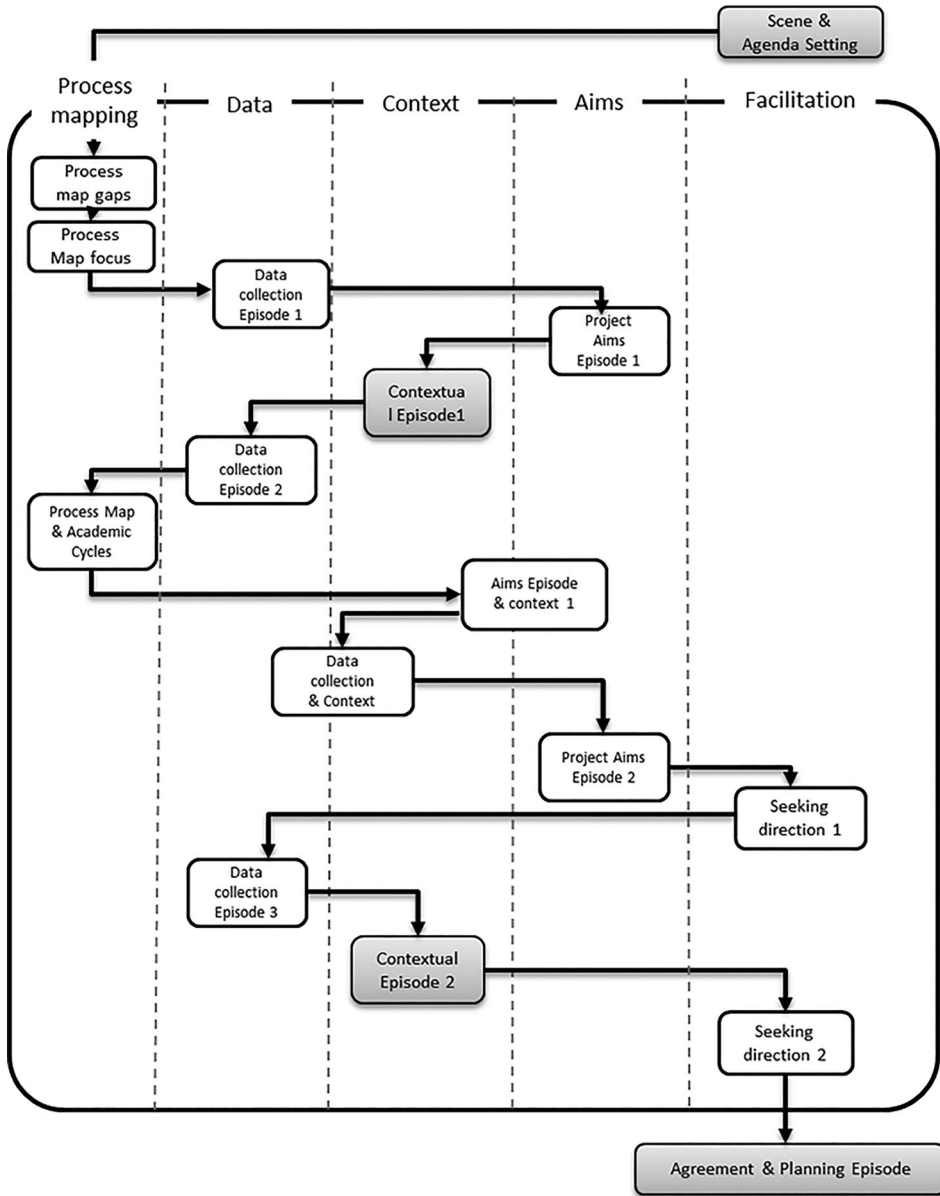 Scene &
Agenda Setting
Process
mapping
Data
Context
Aims
Facilitation
Process
map gaps
Process
Map focus
Data
collection
Episode 1
Project
Aims
Episode 1
Contextua
l Episode1
Data
collection
Episode 2
Process Map
& Academic
Cycles
Aims Episode
& context 1
Data
collection
& Context
Project Aims
Episode 2
Seeking
direction 1
Data
collection
Episode 3
Contextual
Episode 2
Seeking
direction 2
Agreement & Planning Episode